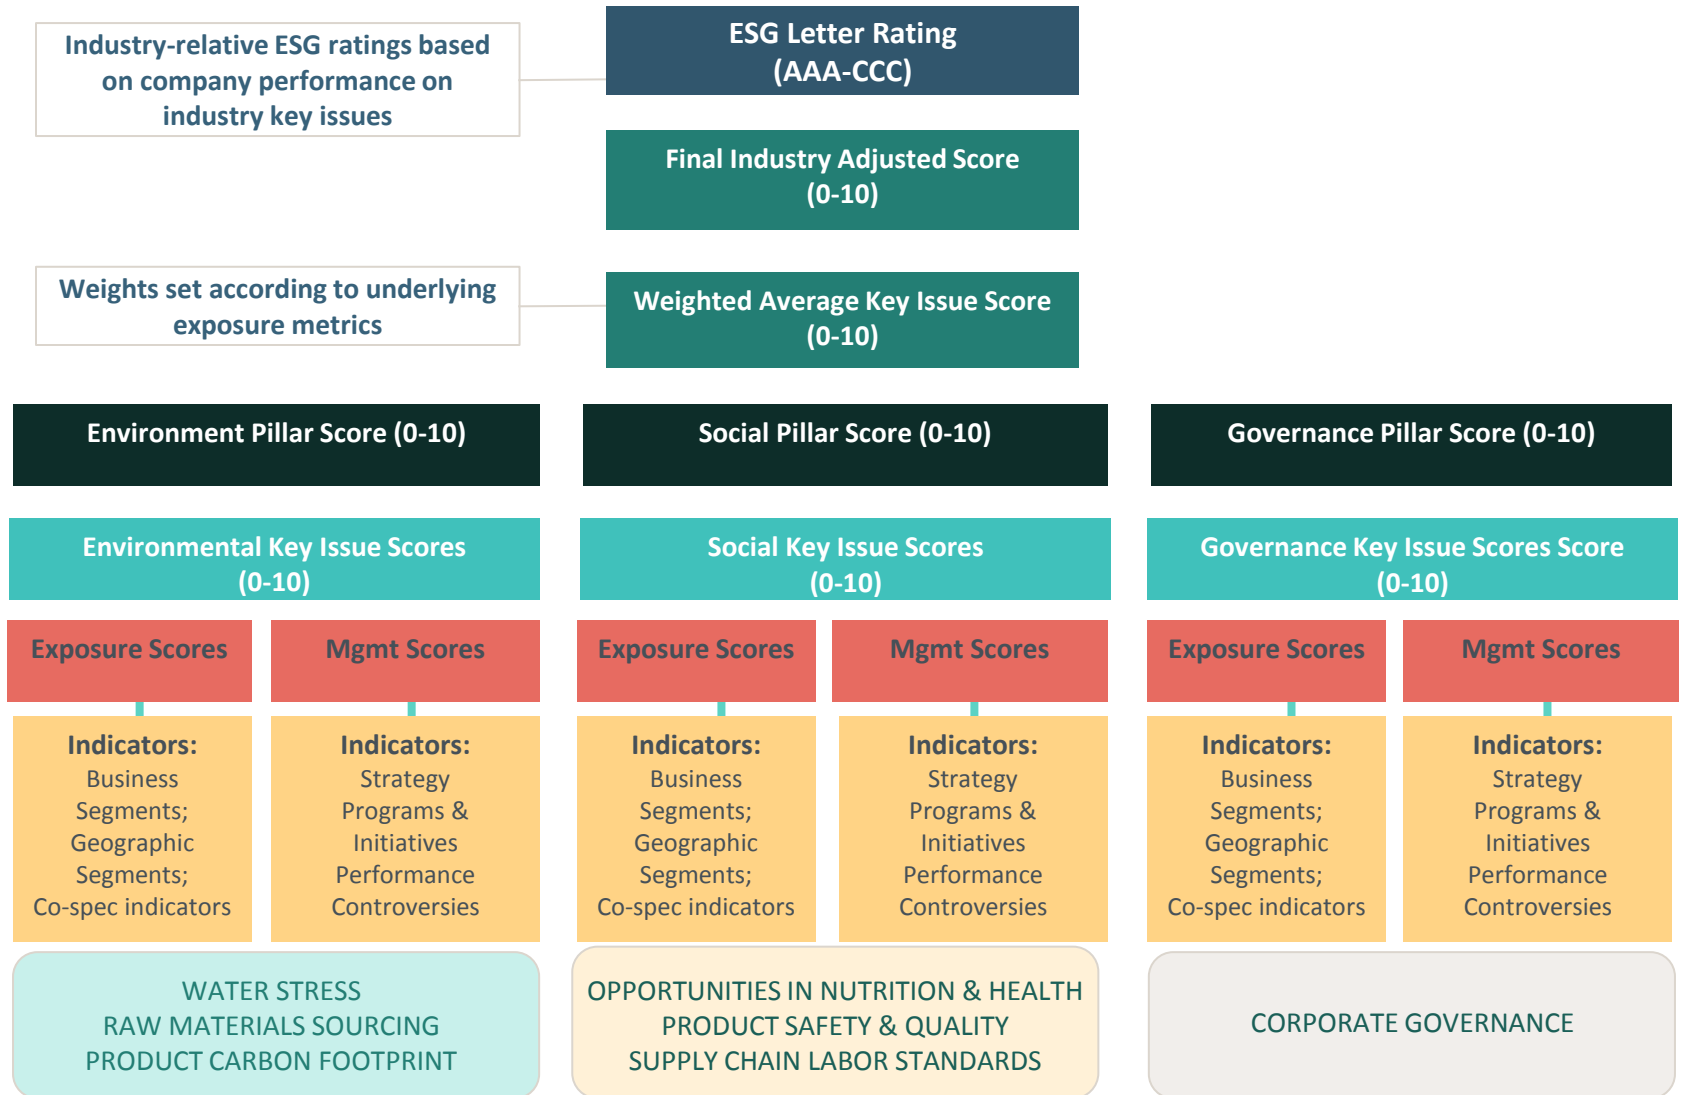 Industry-relative ESG ratings based
on company performance on
industry key issues
ESG Letter Rating
(AAA-CCC)
Final Industry Adjusted Score
(0-10)
Weights set according to underlying
exposure metrics
Weighted Average Key Issue Score
(0-10)
Environment Pillar Score (0-10)
Social Pillar Score (0-10)
Governance Pillar Score (0-10)
Environmental Key Issue Scores
(0-10)
Social Key Issue Scores
(0-10)
Governance Key Issue Scores Score
(0-10)
Exposure Scores
Mgmt Scores
Exposure Scores
Mgmt Scores
Exposure Scores
Mgmt Scores
Indicators:
Business
Segments;
Geographic
Segments;
Co-spec indicators
Indicators:
Strategy
Programs &
Initiatives
Performance
Controversies
Indicators:
Business
Segments;
Geographic
Segments;
Co-spec indicators
Indicators:
Strategy
Programs &
Initiatives
Performance
Controversies
Indicators:
Business
Segments;
Geographic
Segments;
Co-spec indicators
Indicators:
Strategy
Programs &
Initiatives
Performance
Controversies
WATER STRESS
RAW MATERIALS SOURCING
PRODUCT CARBON FOOTPRINT
OPPORTUNITIES IN NUTRITION & HEALTH
PRODUCT SAFETY & QUALITY
SUPPLY CHAIN LABOR STANDARDS
CORPORATE GOVERNANCE